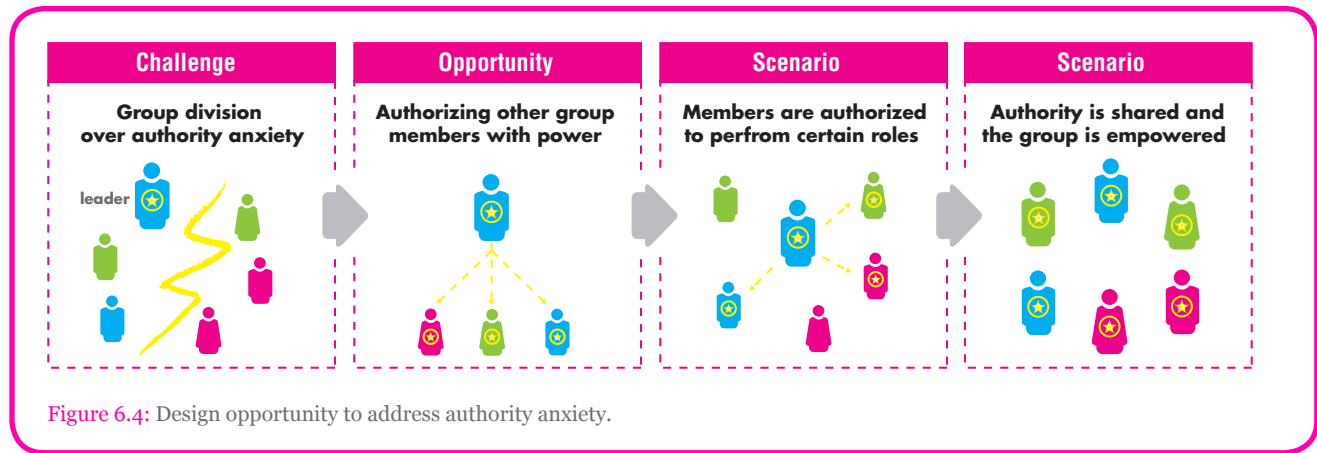 Challenge
Group division
over authority anxiety
leader
Opportunity
Authorizing other group
members with power
Scenario
Members are authorized
to perfrom certain roles
Scenario
Authority is shared and
the group is empowered
Figure 6.4: Design opportunity to address authority anxiety.